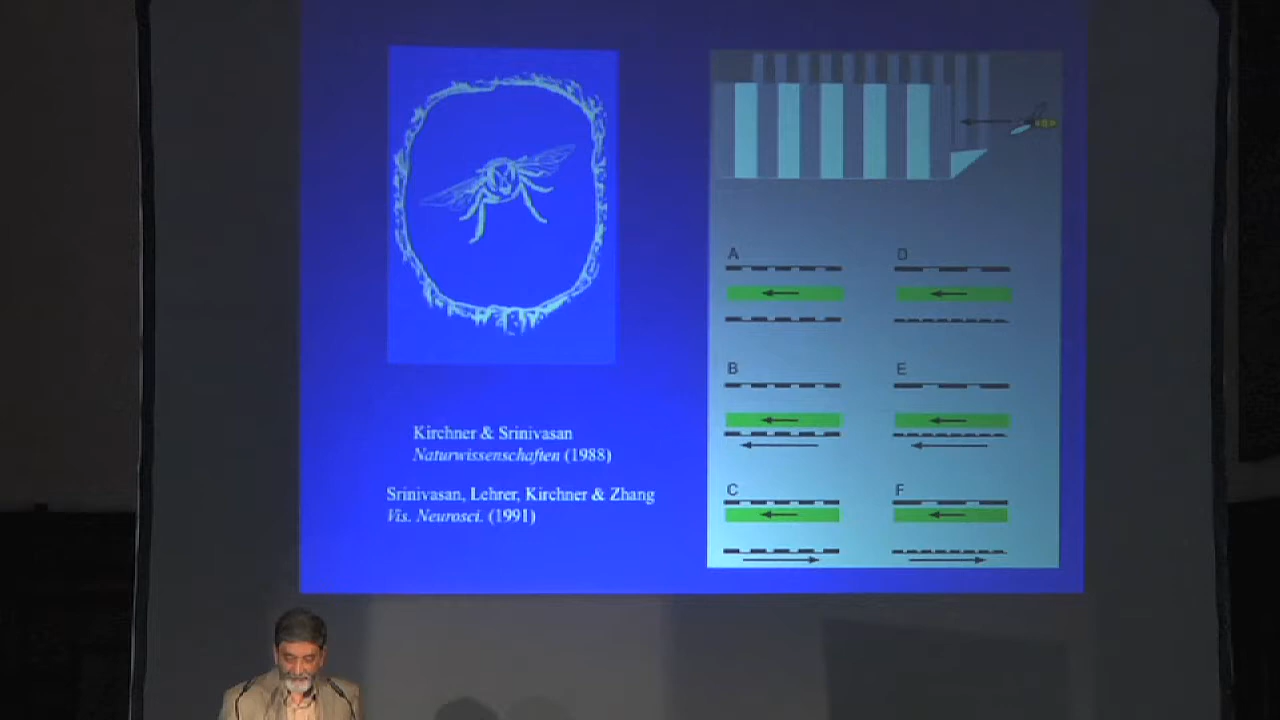 Kirchner & Srinivasan
Naturwissenschaften (1988)
Srinivasan, Lehrer, Kirchner & Zhang
Vis. Neurosci. (1991)
A
D
B
E
C
F